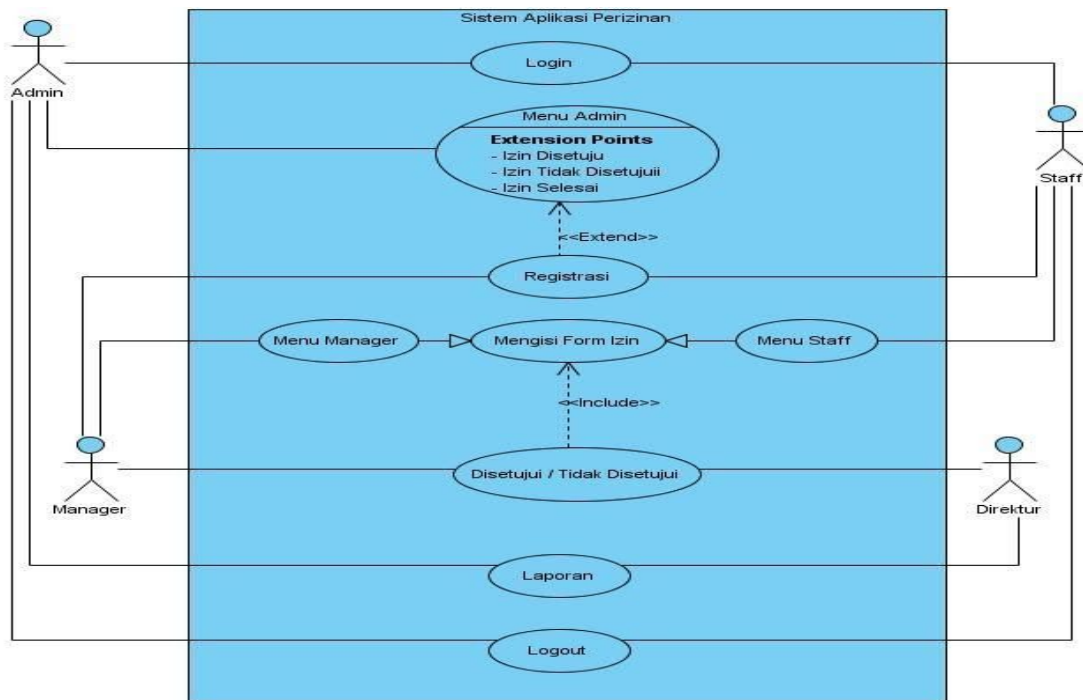 Sistem Aplikasi Perizinan
Login
Admin
Menu Admin
Extension Points
- Izin Disetuju
- Izin Tidak Disetujuii
- Izin Selesai
Staff
<<Extend>>
Registrasi
Menu Manager
Mengisi Form Izin
Menu Staff
<<Include>>
Disetujui / Tidak Disetujui
Manager
Direktur
Laporan
Logout